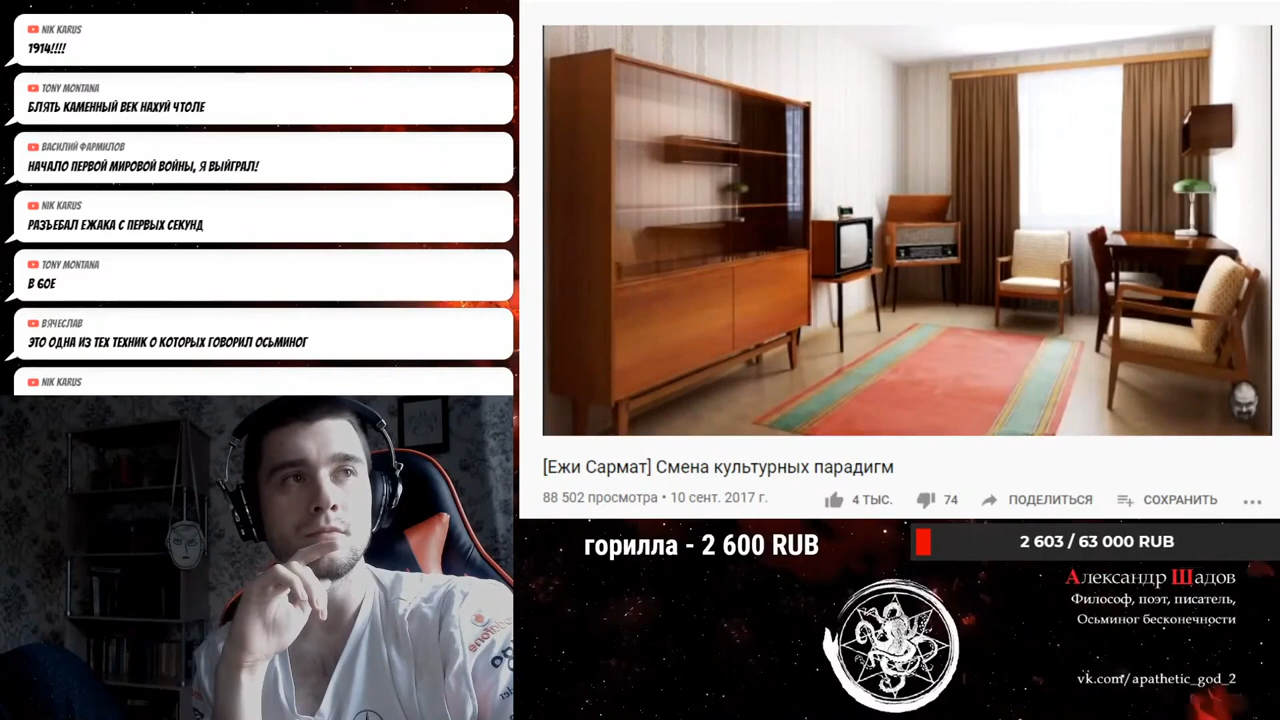 NIK KARUS
1914!!!!
TONY MONTANA
БЛЯТЬ КАМЕННЫЙ ВЕК НАХУЙ ЧТОЛЕ
ВАСИЛИЙ ФАРМИЛОВ
НАЧАЛО ПЕРВОЙ МИРОВОЙ ВОЙНЫ, Я ВЫЙГРАЛ!
NIK KARUS
РАЗЪЕБАЛ ЕЖАКА С ПЕРВЫХ СЕКУНД
TONY MONTANA
В 60Е
ВЯЧЕСЛАВ
ЭТО ОДНА ИЗ ТЕХ ТЕХНИК О КОТОРЫХ ГОВОРИЛ ОСЬМИНОГ
NIK KARUS
[Ежи Сармат] Смена культурных парадигм
88 502 просмотра • 10 сент. 2017 г.
4 ТЫС.
74
ПОДЕЛИТЬСЯ
СОХРАНИТЬ
горилла - 2 600 RUB
2 603 / 63 000 RUB
Александр Шадов
Философ, поэт, писатель,
Осьминог бесконечности
vk.com/apathetic_god_2